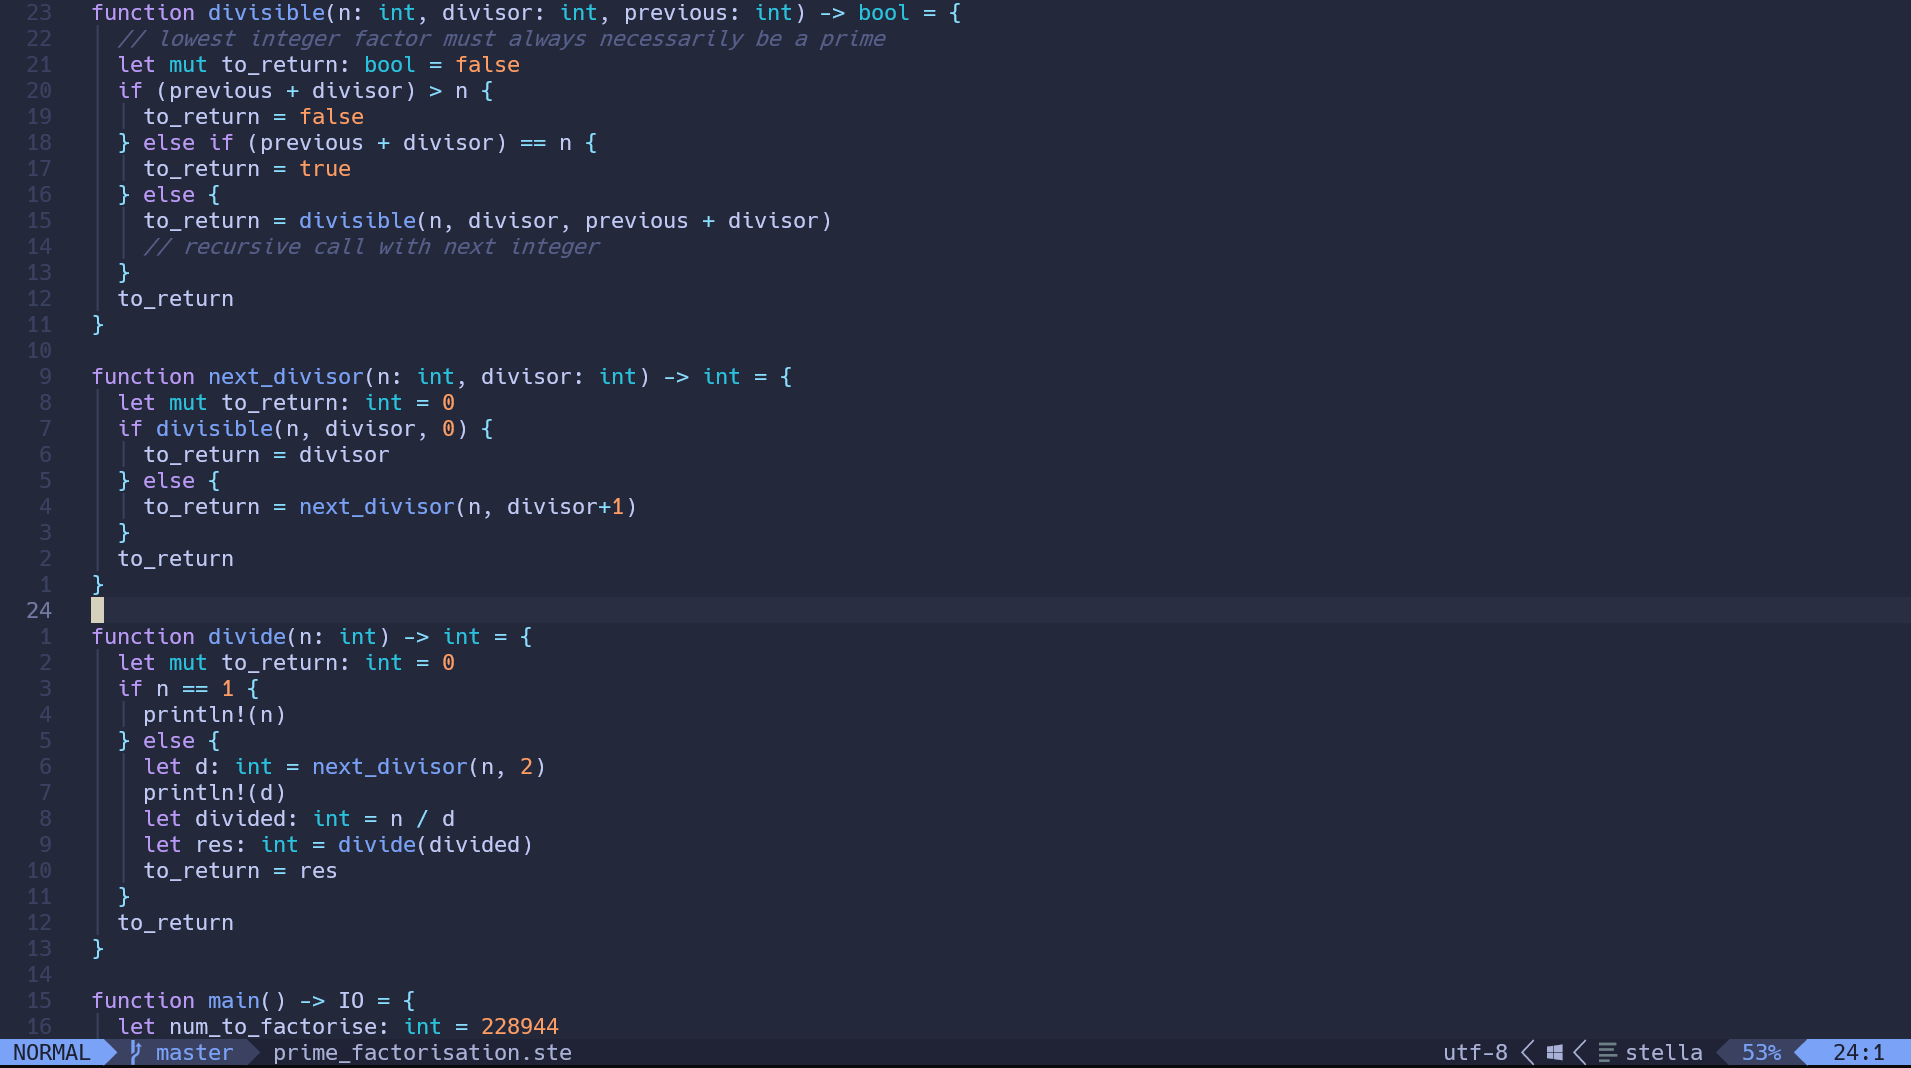 23 function divisible(n: int, divisor: int, previous: int) -> bool = {
22 // lowest integer factor must always necessarily be a prime
21 let mut to_return: bool = false
20 if (previous + divisor) > n {
19 to_return = false
18 } else if (previous + divisor) == n {
17 to_return = true
16 } else {
15 to_return = divisible(n, divisor, previous + divisor)
14 // recursive call with next integer
13 }
12 to_return
11 }
10
9 function next_divisor(n: int, divisor: int) -> int = {
8 let mut to_return: int = 0
7 if divisible(n, divisor, 0) {
6 to_return = divisor
5 } else {
4 to_return = next_divisor(n, divisor+1)
3 }
2 to_return
1 }
24
1 function divide(n: int) -> int = {
2 let mut to_return: int = 0
3 if n == 1 {
4 println!(n)
5 } else {
6 let d: int = next_divisor(n, 2)
7 println!(d)
8 let divided: int = n / d
9 let res: int = divide(divided)
10 to_return = res
11 }
12 to_return
13 }
14
15 function main() -> IO = {
16 let num_to_factorise: int = 228944
NORMAL master prime_factorisation.ste utf-8 stella 53% 24:1